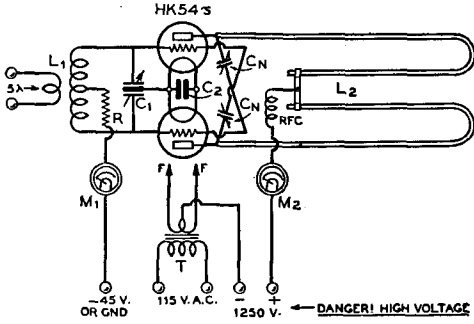 HK54's
L1
5λ
C1
R
C2
CN
CN
L2
RFC
M1
F
F
M2
T
–45 V.
OR GND
115 V. A.C.
–
+
1250 V.
DANGER! HIGH VOLTAGE